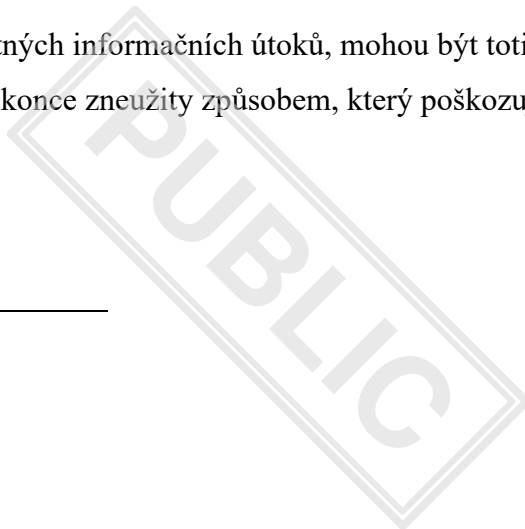 tných informačních útoků, mohou být toti
konce zneužity způsobem, který poškozu
PUBLIC